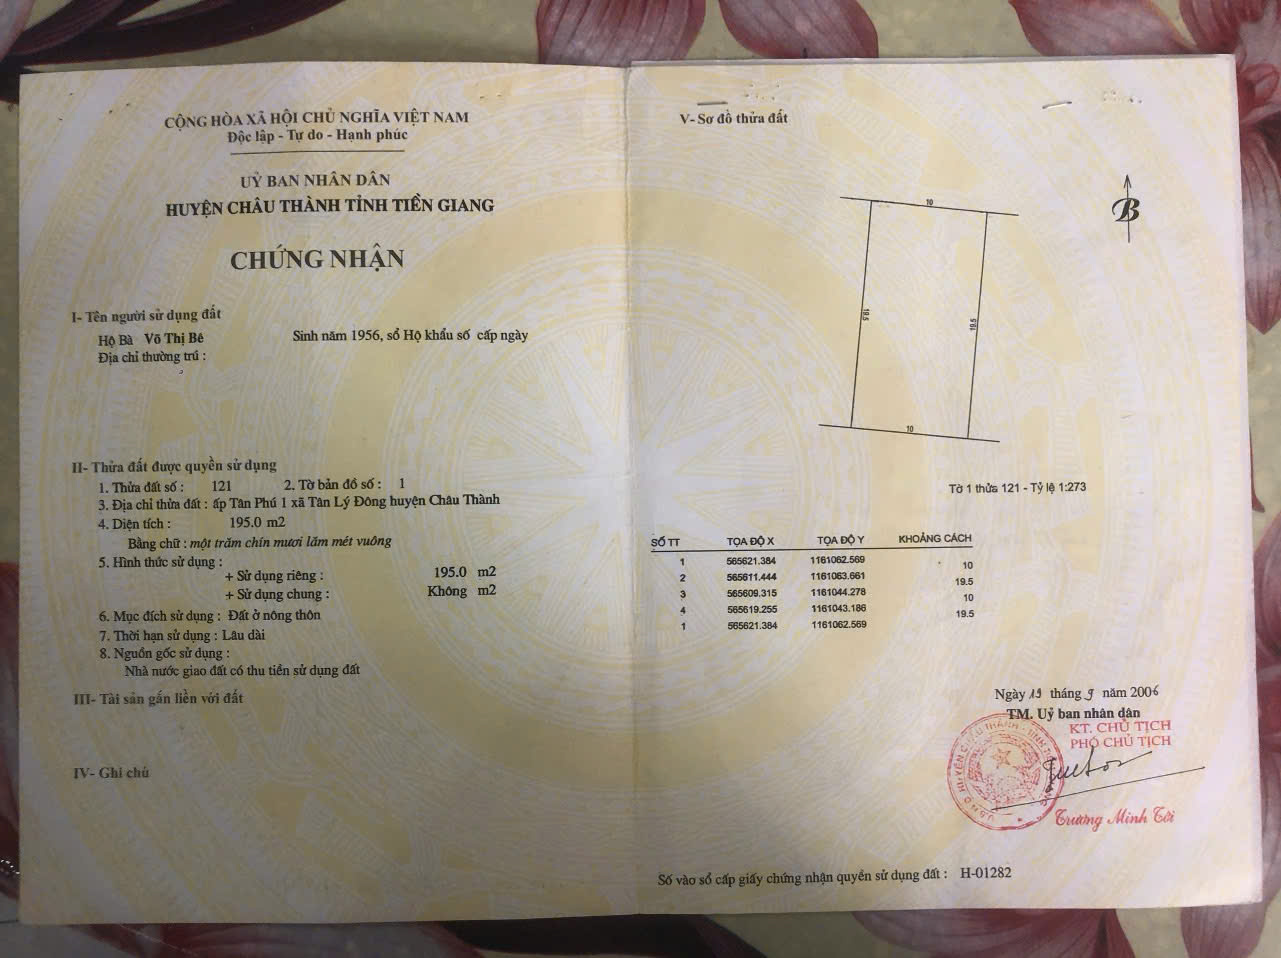 CỘNG HÒA XÃ HỘI CHỦ NGHĨA VIỆT NAM
Độc lập - Tự do - Hạnh phúc
UỶ BAN NHÂN DÂN
HUYỆN CHÂU THÀNH TỈNH TIỀN GIANG
CHỨNG NHẬN
I- Tên người sử dụng đất
Hộ Bà Võ Thị Bê Sinh năm 1956, sổ Hộ khẩu số cấp ngày
Địa chỉ thường trú :
II- Thửa đất được quyền sử dụng
1. Thửa đất số : 121 2. Tờ bản đồ số : 1
3. Địa chỉ thửa đất : ấp Tân Phú 1 xã Tân Lý Đông huyện Châu Thành
4. Diện tích : 195.0 m2
Bằng chữ : một trăm chín mươi lăm mét vuông
5. Hình thức sử dụng :
+ Sử dụng riêng : 195.0 m2
+ Sử dụng chung : Không m2
6. Mục đích sử dụng : Đất ở nông thôn
7. Thời hạn sử dụng : Lâu dài
8. Nguồn gốc sử dụng :
Nhà nước giao đất có thu tiền sử dụng đất
III- Tài sản gắn liền với đất
IV- Ghi chú
V- Sơ đồ thửa đất
10
B
19.5
19.5
10
Tờ 1 thửa 121 - Tỷ lệ 1:273
SỐ TT TỌA ĐỘ X TỌA ĐỘ Y KHOẢNG CÁCH
1 565621.384 1161062.569
10
2 565611.444 1161063.661
19.5
3 565609.315 1161044.278
10
4 565619.255 1161043.186
19.5
1 565621.384 1161062.569
Ngày 19 tháng 9 năm 2006
TM. Uỷ ban nhân dân
KT. CHỦ TỊCH
PHÓ CHỦ TỊCH
Trương Minh Tới
Số vào sổ cấp giấy chứng nhận quyền sử dụng đất : H-01282